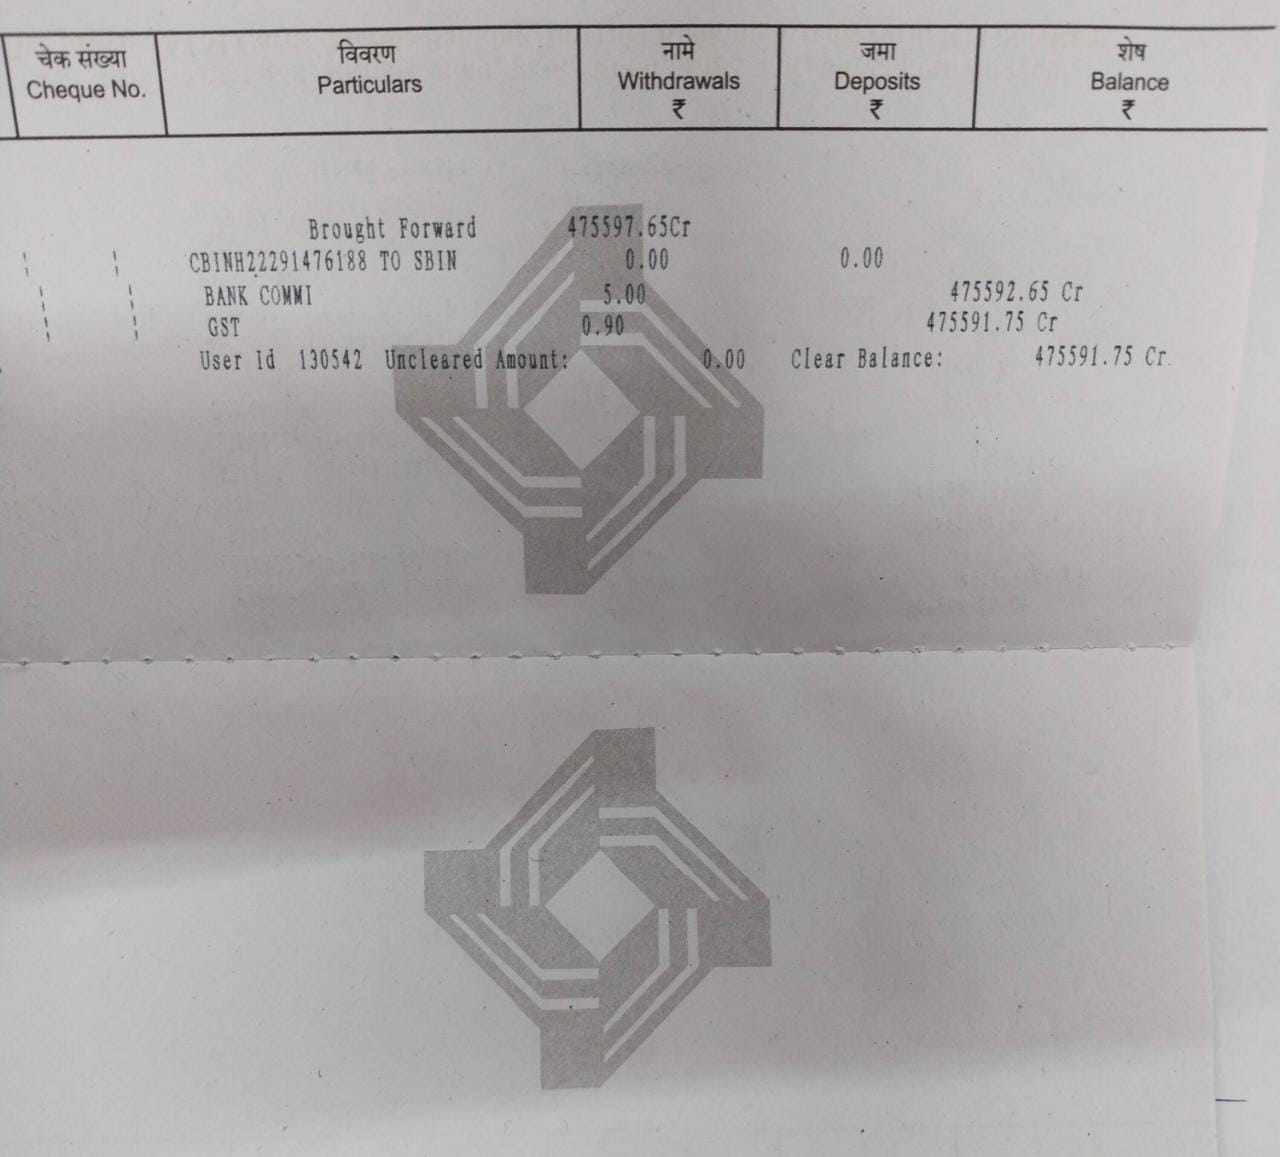 चेक संख्या विवरण नामे जमा शेष
Cheque No. Particulars Withdrawals Deposits Balance
₹ ₹ ₹
Brought Forward 475597.65Cr
CBINH22291476188 TO SBIN 0.00 0.00
BANK COMMI 5.00 475592.65 Cr
GST 0.90 475591.75 Cr
User Id 130542 Uncleared Amount: 0.00 Clear Balance: 475591.75 Cr.